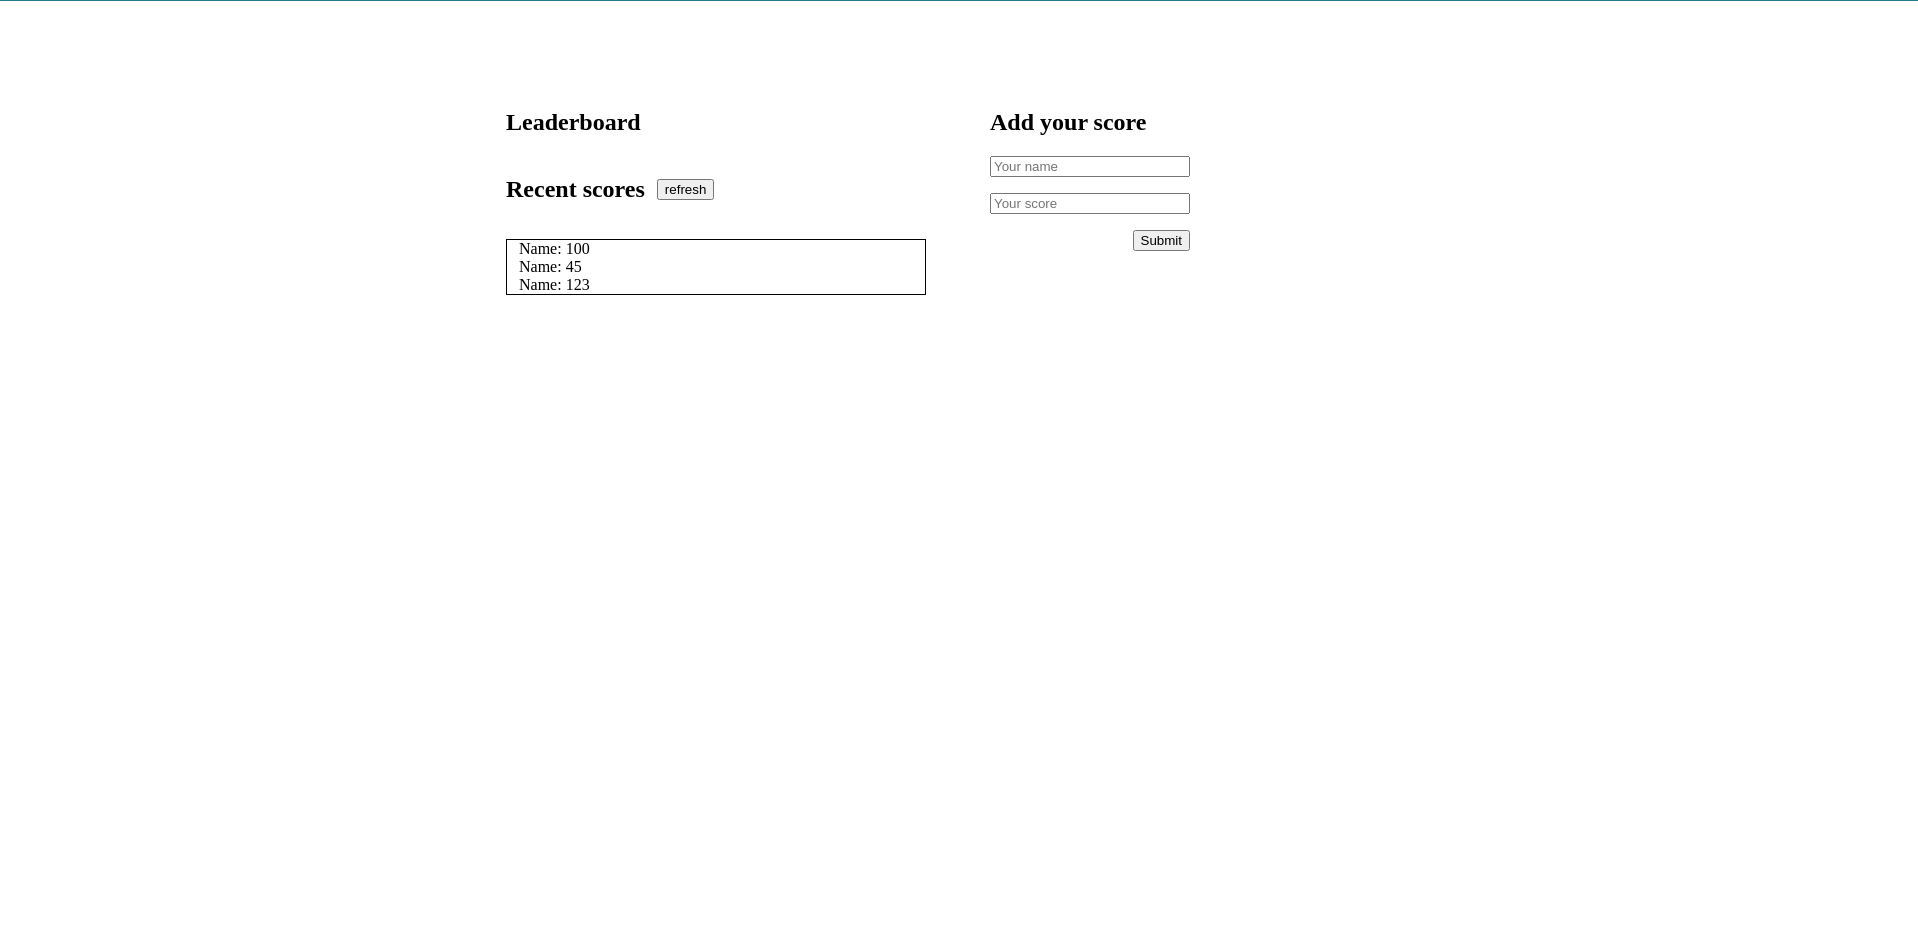 Leaderboard
Recent scores refresh
Name: 100
Name: 45
Name: 123
Add your score
Your name
Your score
Submit